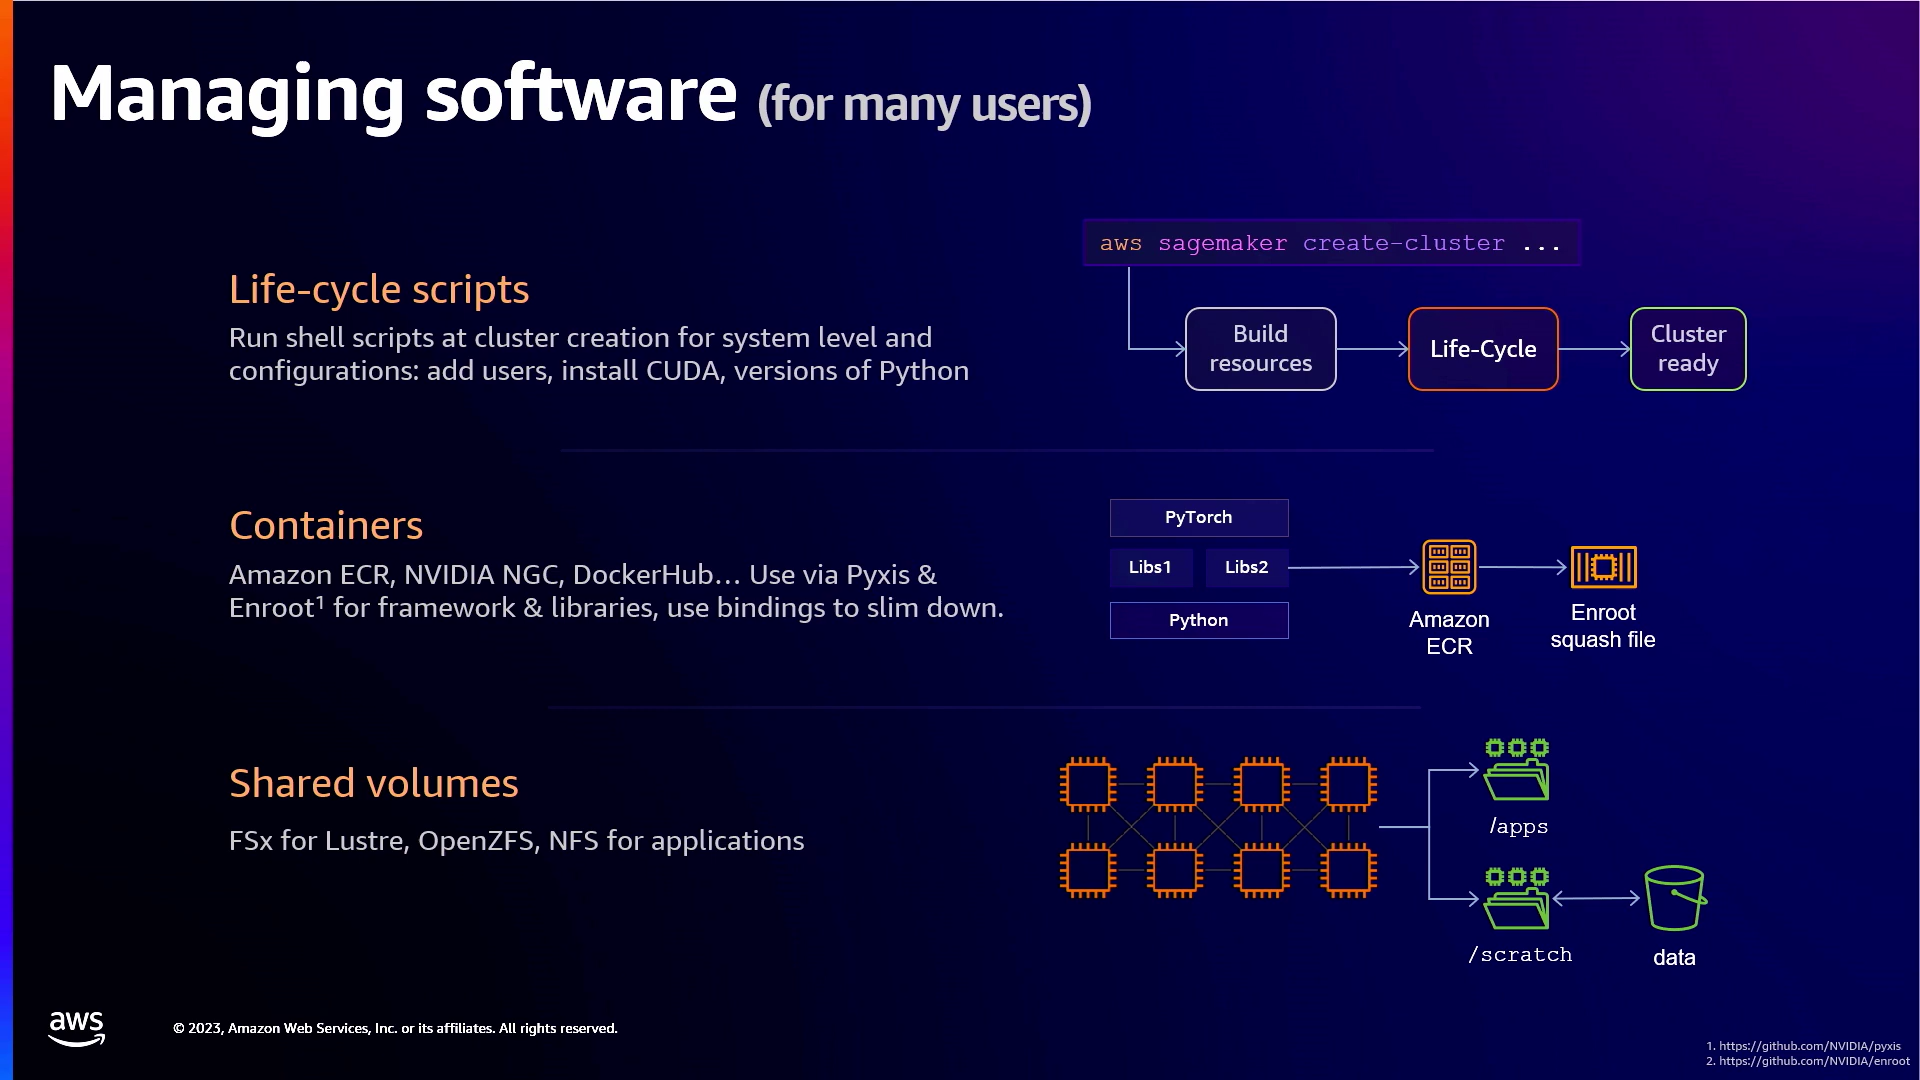 Managing software (for many users)
aws sagemaker create-cluster ...
Life-cycle scripts
Run shell scripts at cluster creation for system level and
configurations: add users, install CUDA, versions of Python
Build
resources
Life-Cycle
Cluster
ready
Containers
Amazon ECR, NVIDIA NGC, DockerHub... Use via Pyxis &
Enroot¹ for framework & libraries, use bindings to slim down.
PyTorch
Libs1
Libs2
Python
Amazon
ECR
Enroot
squash file
Shared volumes
FSx for Lustre, OpenZFS, NFS for applications
/apps
/scratch
data
aws
© 2023, Amazon Web Services, Inc. or its affiliates. All rights reserved.
1. https://github.com/NVIDIA/pyxis
2. https://github.com/NVIDIA/enroot